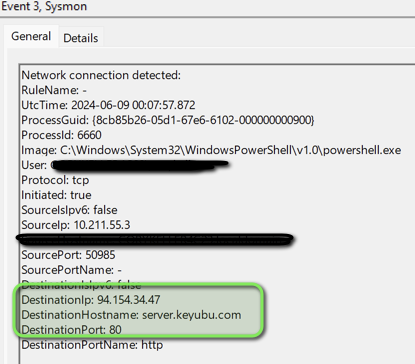 Event 3, Sysmon
General Details
Network connection detected:
RuleName: -
UtcTime: 2024-06-09 00:07:57.872
ProcessGuid: {8cb85b26-05d1-67e6-6102-000000000900}
ProcessId: 6660
Image: C:\Windows\System32\WindowsPowerShell\v1.0\powershell.exe
User:
Protocol: tcp
Initiated: true
SourceIsIpv6: false
SourceIp: 10.211.55.3
SourcePort: 50985
SourcePortName: -
DestinationIsIpv6: false
DestinationIp: 94.154.34.47
DestinationHostname: server.keyubu.com
DestinationPort: 80
DestinationPortName: http